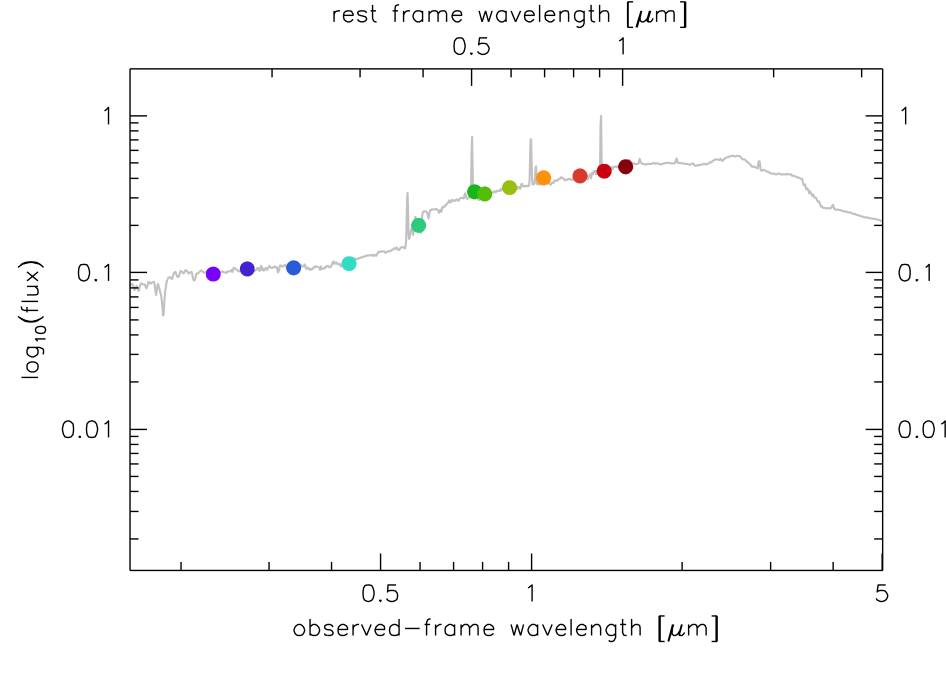 rest frame wavelength [μm]
0.5 1
1 1
0.1 0.1
0.01 0.01
log10(flux)
0.5 1 5
observed-frame wavelength [μm]